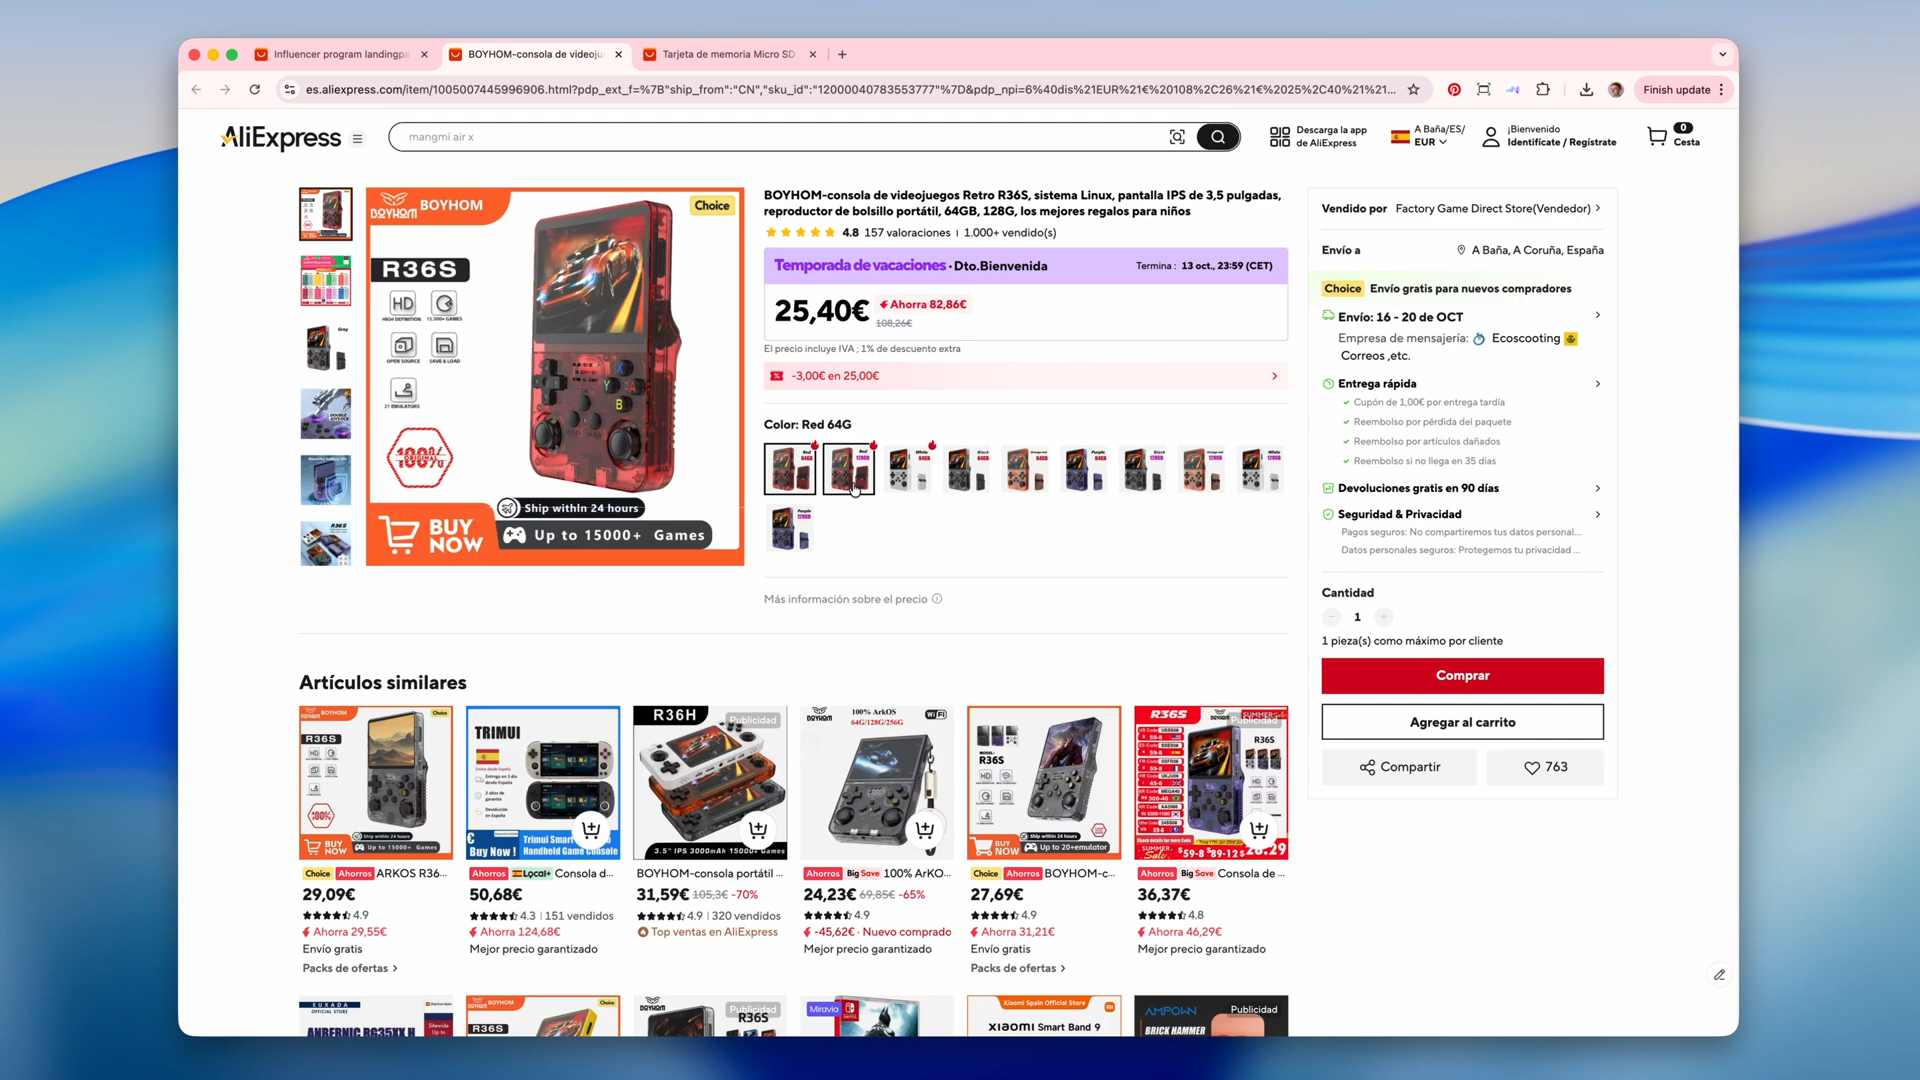 Influencer program landingpa
BOYHOM-consola de videoju
Tarjeta de memoria Micro SD
es.aliexpress.com/item/1005007445996906.html?pdp_ext_f=%7B"ship_from":"CN","sku_id":"12000040783553777"%7D&pdp_npi=6%40dis%21EUR%21€%20108%2C26%21€%2025%2C40%21%21...
Finish update
AliExpress
mangmi air x
Descarga la app
de AliExpress
A Baña/ES/
EUR
¡Bienvenido
Identifícate / Regístrate
0
Cesta
BOYHOM
BOYHOM
Choice
R36S
HD
HIGH DEFINITION
15,000+ GAMES
OPEN SOURCE
SAVE & LOAD
21 EMULATORS
X
Y
A
B
100%
ORIGINAL
Ship within 24 hours
BUY
NOW
Up to 15000+ Games
BOYHOM-consola de videojuegos Retro R36S, sistema Linux, pantalla IPS de 3,5 pulgadas,
reproductor de bolsillo portátil, 64GB, 128G, los mejores regalos para niños
4.8 157 valoraciones | 1.000+ vendido(s)
Temporada de vacaciones · Dto.Bienvenida
Termina : 13 oct., 23:59 (CET)
25,40€
Ahorra 82,86€
108,26€
El precio incluye IVA ; 1% de descuento extra
-3,00€ en 25,00€
Color: Red 64G
Más información sobre el precio
Vendido por Factory Game Direct Store(Vendedor)
Envío a
A Baña, A Coruña, España
Choice Envío gratis para nuevos compradores
Envío: 16 - 20 de OCT
Empresa de mensajería: Ecoscooting
Correos ,etc.
Entrega rápida
Cupón de 1,00€ por entrega tardía
Reembolso por pérdida del paquete
Reembolso por artículos dañados
Reembolso si no llega en 35 días
Devoluciones gratis en 90 días
Seguridad & Privacidad
Pagos seguros: No compartiremos tus datos personal...
Datos personales seguros: Protegemos tu privacidad ...
Cantidad
1
1 pieza(s) como máximo por cliente
Comprar
Agregar al carrito
Compartir
763
Artículos similares
BOYHOM
Choice
R36S
BUY
NOW
Ship within 24 hours
Up to 15000+ Games
Choice Ahorros ARKOS R36...
29,09€
4.9
Ahorra 29,55€
Envío gratis
Packs de ofertas
TRIMUI
Buy Now !
Trimui Smart
Handheld Game Console
Ahorros Local+ Consola d...
50,68€
4.3 | 151 vendidos
Ahorra 124,68€
Mejor precio garantizado
R36H
Publicidad
3.5" IPS 3000mAh 15000+ Games
BOYHOM-consola portátil ...
31,59€ 105,3€ -70%
4.9 | 320 vendidos
Top ventas en AliExpress
100% ArkOS
64G/128G/256G
BOYHOM
WiFi
Ahorros Big Save 100% ArkO...
24,23€ 69,85€ -65%
4.9
-45,62€ · Nuevo comprado
Mejor precio garantizado
BOYHOM
Choice
MODEL:
R36S
HD
BUY
NOW
Ship within 24 hours
Up to 20+emulator
Choice Ahorros BOYHOM-c...
27,69€
4.9
Ahorra 31,21€
Envío gratis
Packs de ofertas
R36S
BOYHOM
Publicidad
R36S
SUMMER
Sale
$59-8 $89-12
Ahorros Big Save Consola de ...
36,37€
4.8
Ahorra 46,29€
Mejor precio garantizado
EUXADA
OFFICIAL STORE
ANBERNIC RG35XX H
BOYHOM
Choice
R36S
BOYHOM
Publicidad
R36S
Miravia
Xiaomi Spain Official Store
xiaomi Smart Band 9
AMPOWN
Publicidad
BRICK HAMMER